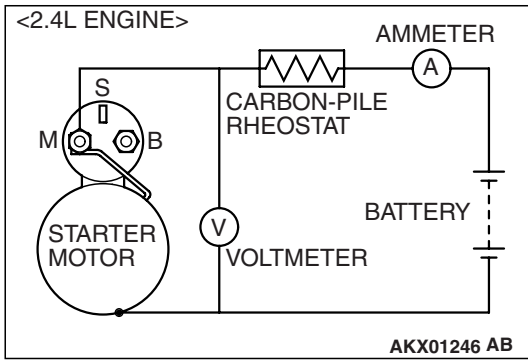 <2.4L ENGINE>
AMMETER
A
S
CARBON-PILE
RHEOSTAT
M
B
BATTERY
V
STARTER
MOTOR
VOLTMETER
AKX01246 AB